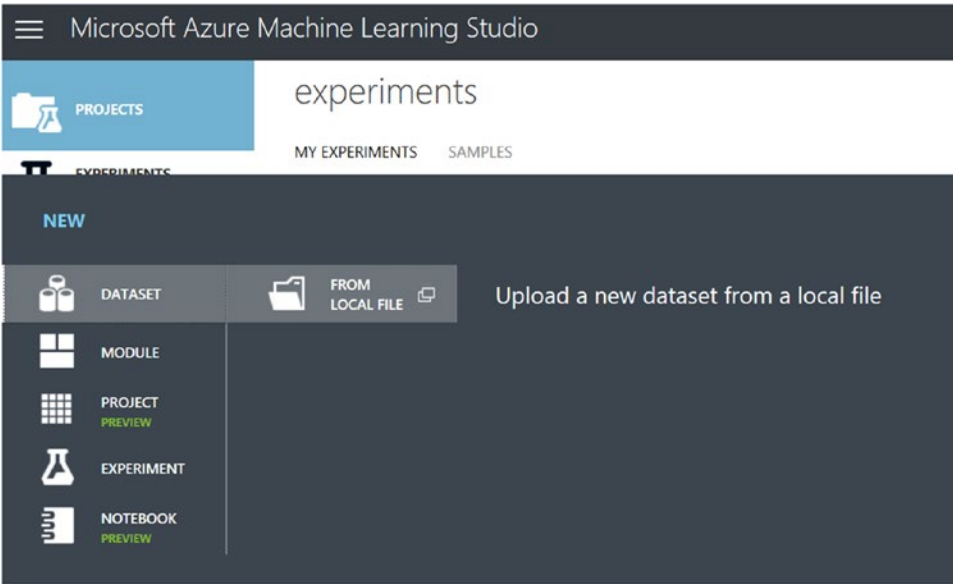 Microsoft Azure Machine Learning Studio
PROJECTS
experiments
MY EXPERIMENTS SAMPLES
EXPERIMENTS
NEW
DATASET
FROM
LOCAL FILE
Upload a new dataset from a local file
MODULE
PROJECT
PREVIEW
EXPERIMENT
NOTEBOOK
PREVIEW